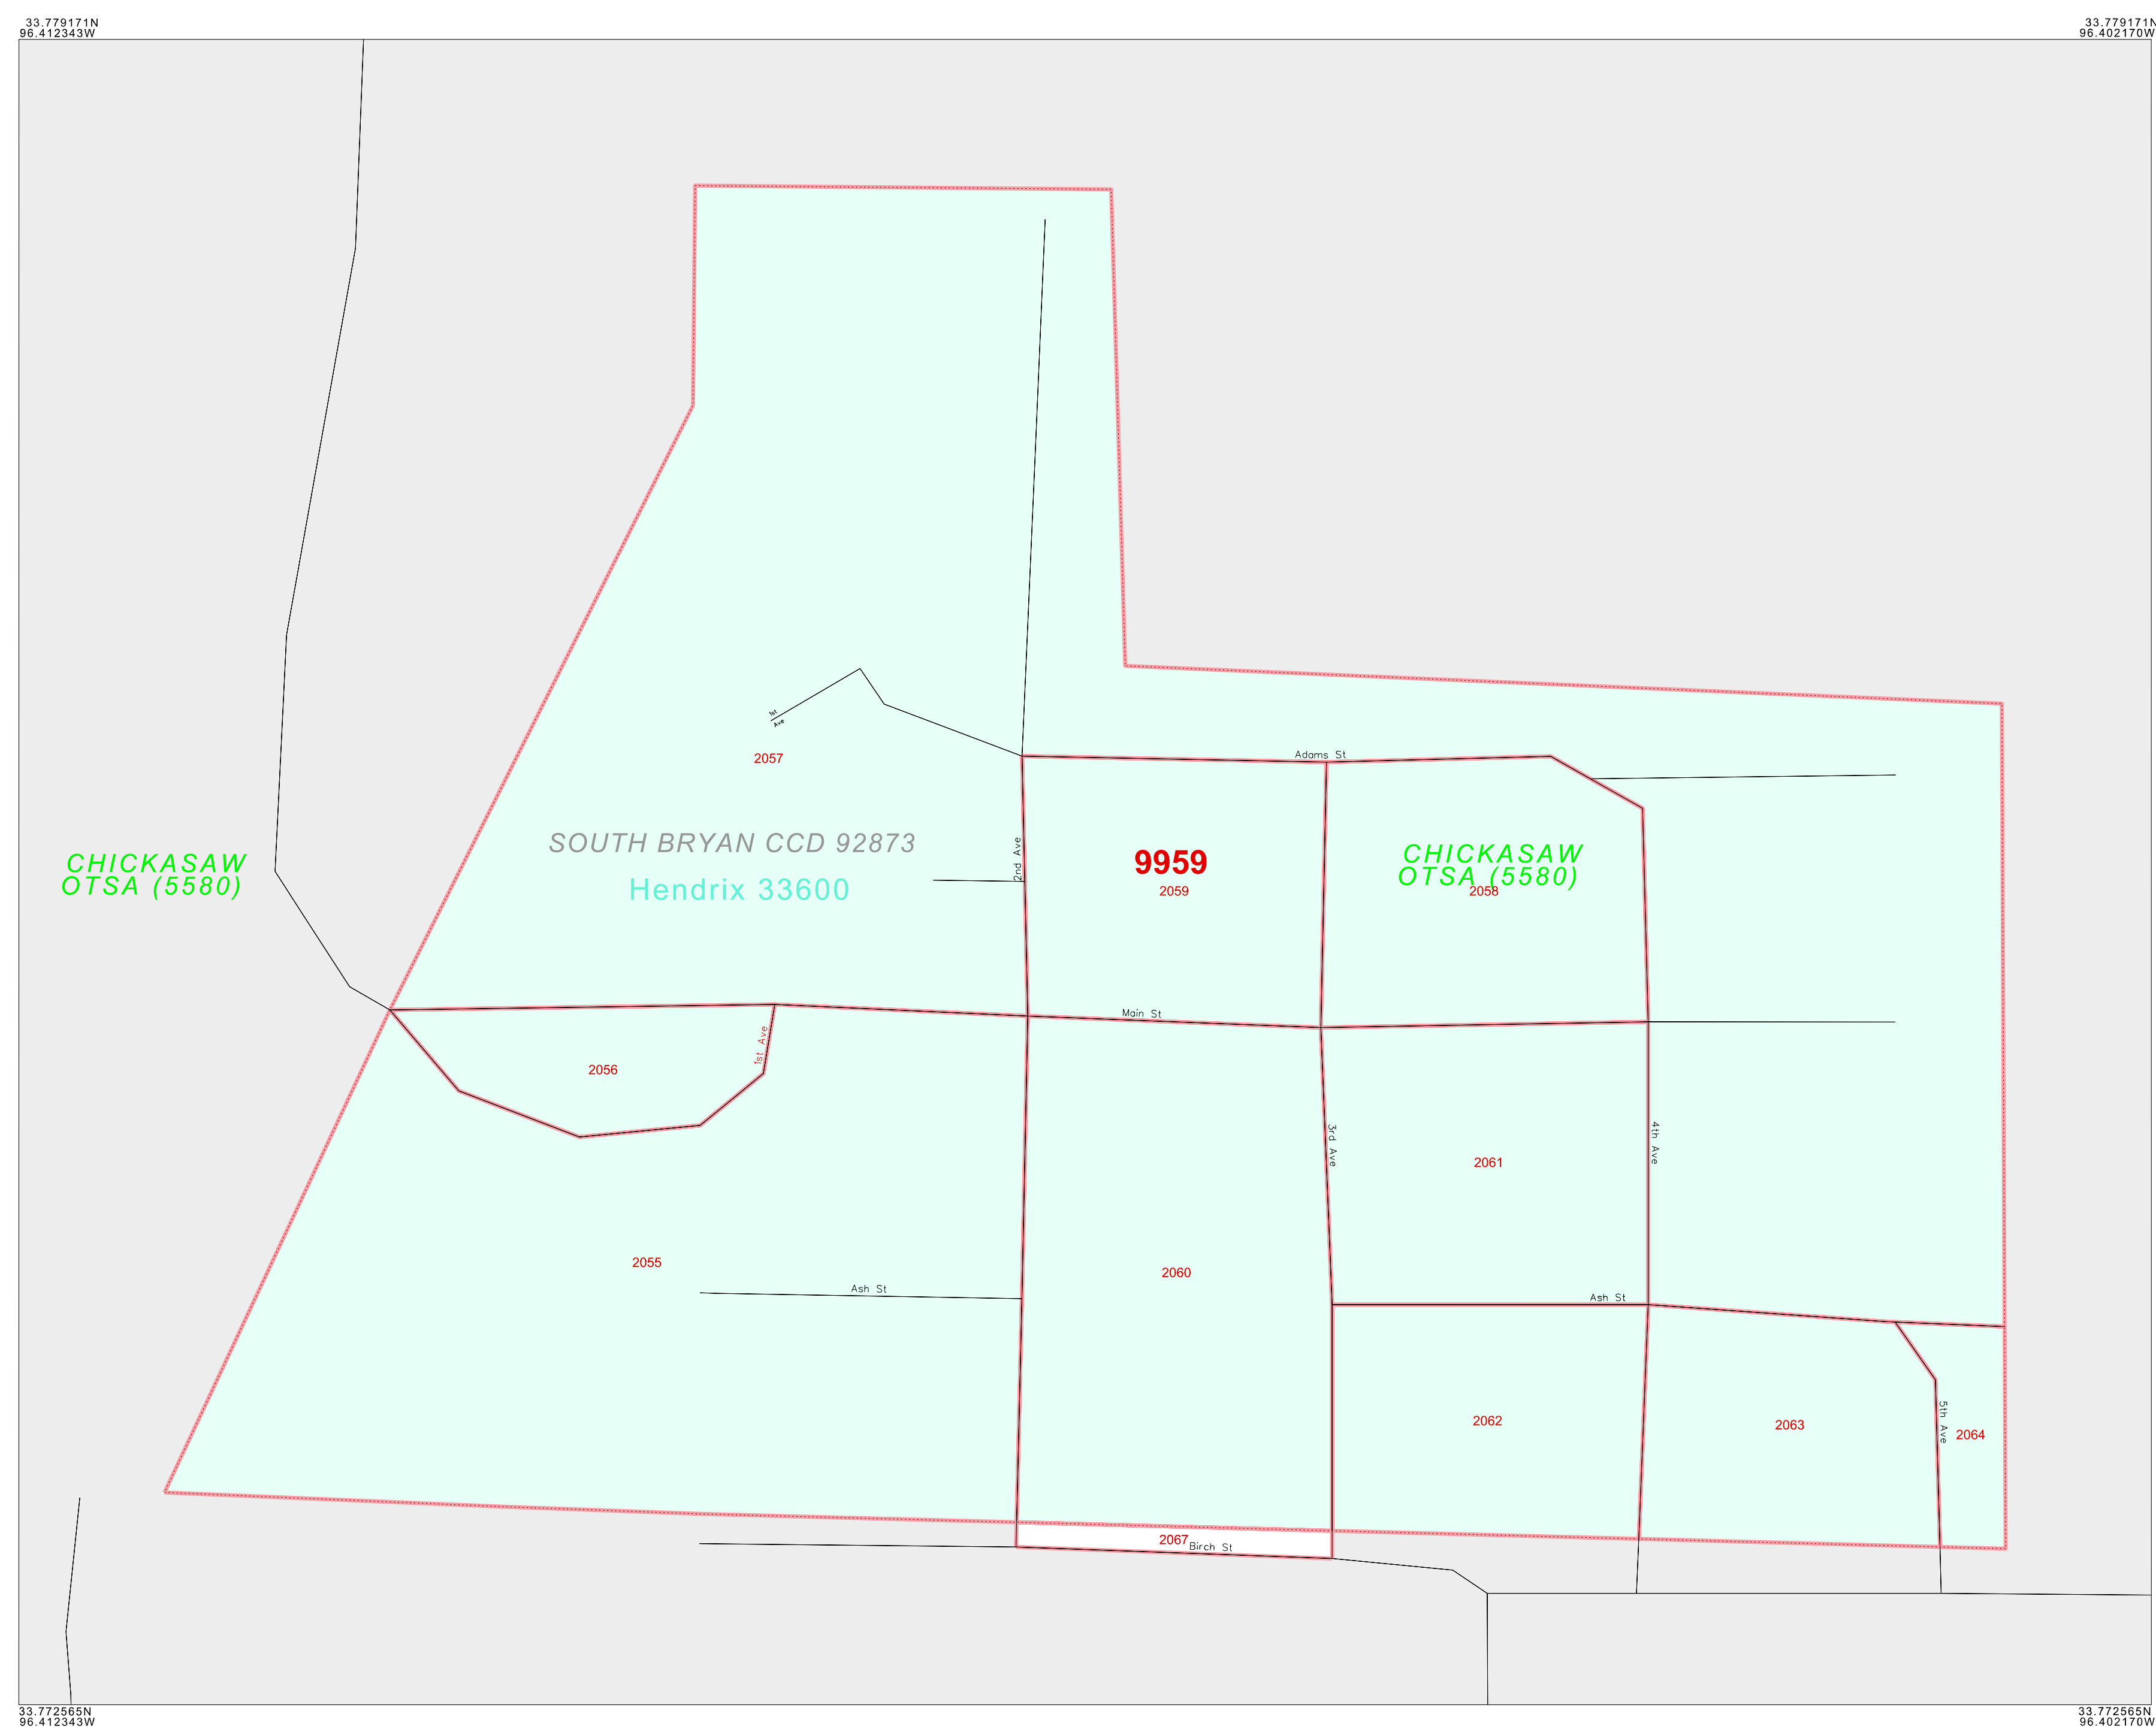 33.779171N
96.412343W
33.779171N
96.402170W
1st
Ave
2057
Adams St
SOUTH BRYAN CCD 92873
Hendrix 33600
2nd Ave
9959
2059
CHICKASAW
OTSA (5580)
2058
CHICKASAW
OTSA (5580)
Main St
1st Ave
2056
3rd Ave
4th Ave
2061
2055
2060
Ash St
Ash St
2062
2063
5th Ave
2064
2067
Birch St
33.772565N
96.412343W
33.772565N
96.402170W